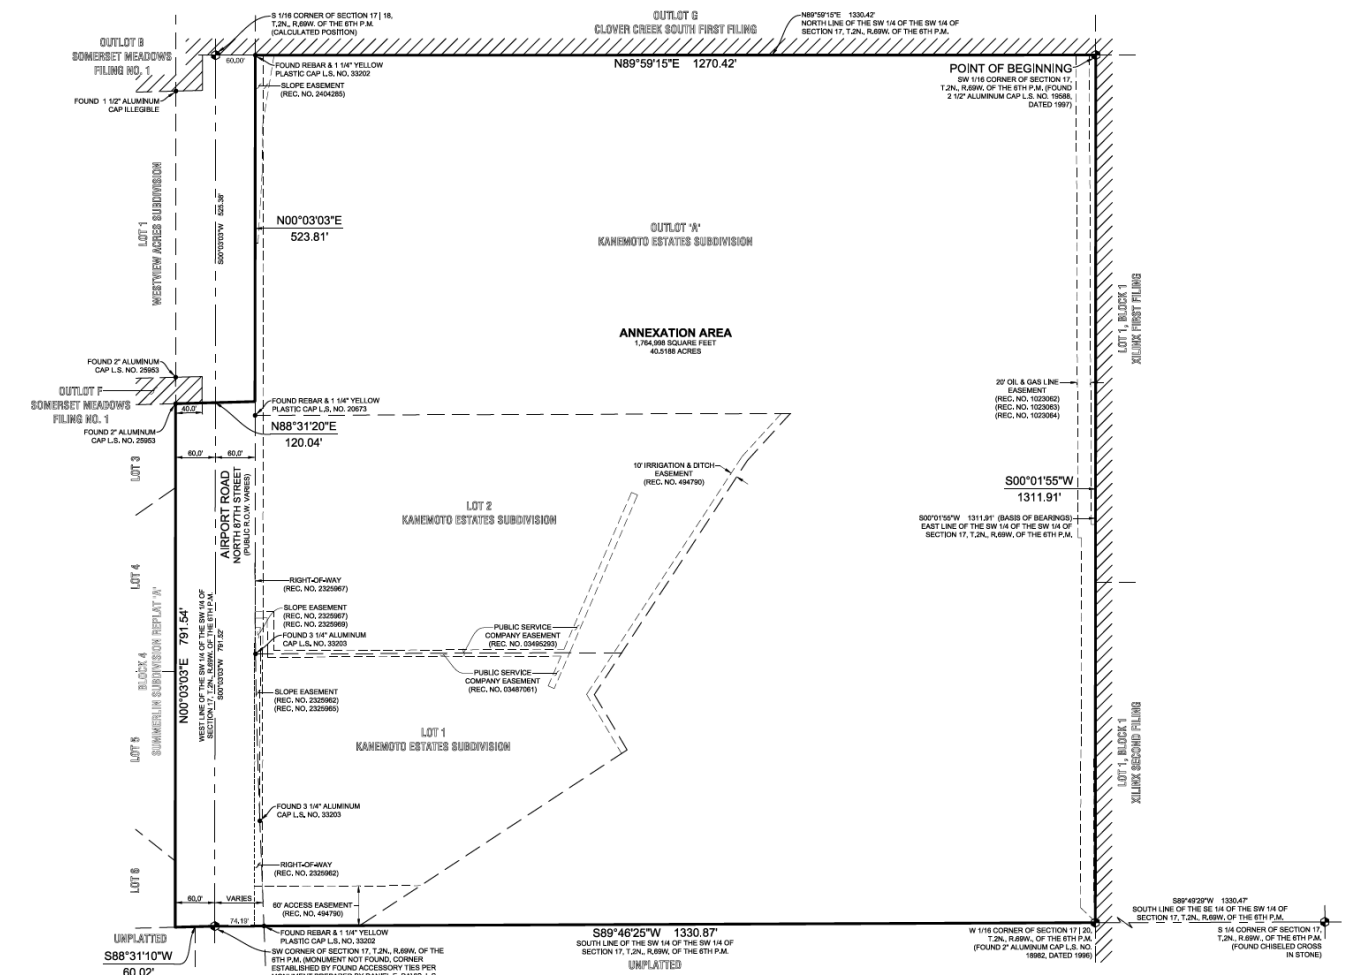 S 1/16 CORNER OF SECTION 17 | 18,
T.2N., R.69W. OF THE 6TH P.M.
(CALCULATED POSITION)
OUTLOT G
CLOVER CREEK SOUTH FIRST FILING
N89°59'15"E 1330.42'
NORTH LINE OF THE SW 1/4 OF THE SW 1/4 OF
SECTION 17, T.2N., R.69W. OF THE 6TH P.M.
OUTLOT B
SOMERSET MEADOWS
FILING NO. 1
60.00'
FOUND REBAR & 1 1/4" YELLOW
PLASTIC CAP L.S. NO. 33202
SLOPE EASEMENT
(REC. NO. 2404285)
N89°59'15"E 1270.42'
POINT OF BEGINNING
SW 1/16 CORNER OF SECTION 17,
T.2N., R.69W. OF THE 6TH P.M. (FOUND
2 1/2" ALUMINUM CAP L.S. NO. 19588,
DATED 1997)
FOUND 1 1/2" ALUMINUM
CAP ILLEGIBLE
LOT 1
WESTVIEW ACRES SUBDIVISION
S00°03'03"W 525.38'
N00°03'03"E
523.81'
OUTLOT 'A'
KANEMOTO ESTATES SUBDIVISION
ANNEXATION AREA
1,764,998 SQUARE FEET
40.5188 ACRES
LOT 1, BLOCK 1
XILINX FIRST FILING
FOUND 2" ALUMINUM
CAP L.S. NO. 25953
OUTLOT F
SOMERSET MEADOWS
FILING NO. 1
40.0'
FOUND 2" ALUMINUM
CAP L.S. NO. 25953
FOUND REBAR & 1 1/4" YELLOW
PLASTIC CAP L.S. NO. 20673
N88°31'20"E
120.04'
20' OIL & GAS LINE
EASEMENT
(REC. NO. 1023062)
(REC. NO. 1023063)
(REC. NO. 1023064)
60.0'
60.0'
LOT 3
AIRPORT ROAD
NORTH 87TH STREET
(PUBLIC R.O.W. VARIES)
10' IRRIGATION & DITCH
EASEMENT
(REC. NO. 494790)
S00°01'55"W
1311.91'
LOT 2
KANEMOTO ESTATES SUBDIVISION
S00°01'55"W 1311.91' (BASIS OF BEARINGS)
EAST LINE OF THE SW 1/4 OF THE SW 1/4 OF
SECTION 17, T.2N., R.69W. OF THE 6TH P.M.
LOT 4
RIGHT-OF-WAY
(REC. NO. 2325967)
SLOPE EASEMENT
(REC. NO. 2325967)
(REC. NO. 2325969)
FOUND 3 1/4" ALUMINUM
CAP L.S. NO. 33203
PUBLIC SERVICE
COMPANY EASEMENT
(REC. NO. 03495293)
PUBLIC SERVICE
COMPANY EASEMENT
(REC. NO. 03487061)
BLOCK 4
SUMMERLIN SUBDIVISION REPLAT 'A'
N00°03'03"E 791.54'
WEST LINE OF THE SW 1/4 OF THE SW 1/4 OF
SECTION 17, T.2N., R.69W. OF THE 6TH P.M.
S00°03'03"W 791.52'
SLOPE EASEMENT
(REC. NO. 2325962)
(REC. NO. 2325965)
LOT 1
KANEMOTO ESTATES SUBDIVISION
LOT 5
LOT 1, BLOCK 1
XILINX SECOND FILING
FOUND 3 1/4" ALUMINUM
CAP L.S. NO. 33203
LOT 6
RIGHT-OF-WAY
(REC. NO. 2325962)
60.0'
VARIES
60' ACCESS EASEMENT
(REC. NO. 494790)
74.19'
S89°49'29"W 1330.47'
SOUTH LINE OF THE SE 1/4 OF THE SW 1/4 OF
SECTION 17, T.2N., R.69W. OF THE 6TH P.M.
UNPLATTED
S88°31'10"W
60.02'
FOUND REBAR & 1 1/4" YELLOW
PLASTIC CAP L.S. NO. 33202
SW CORNER OF SECTION 17, T.2N., R.69W. OF THE
6TH P.M. (MONUMENT NOT FOUND, CORNER
ESTABLISHED BY FOUND ACCESSORY TIES PER
S89°46'25"W 1330.87'
SOUTH LINE OF THE SW 1/4 OF THE SW 1/4 OF
SECTION 17, T.2N., R.69W. OF THE 6TH P.M.
UNPLATTED
W 1/16 CORNER OF SECTION 17 | 20,
T.2N., R.69W., OF THE 6TH P.M.
(FOUND 2" ALUMINUM CAP L.S. NO.
18982, DATED 1996)
S 1/4 CORNER OF SECTION 17,
T.2N., R.69W., OF THE 6TH P.M.
(FOUND CHISELED CROSS
IN STONE)